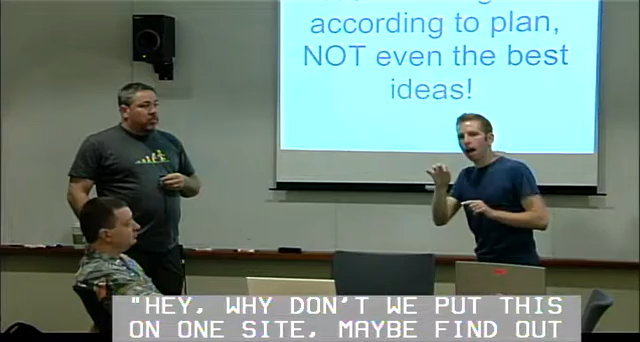 according to plan,
NOT even the best
ideas!
"HEY, WHY DON'T WE PUT THIS
ON ONE SITE, MAYBE FIND OUT